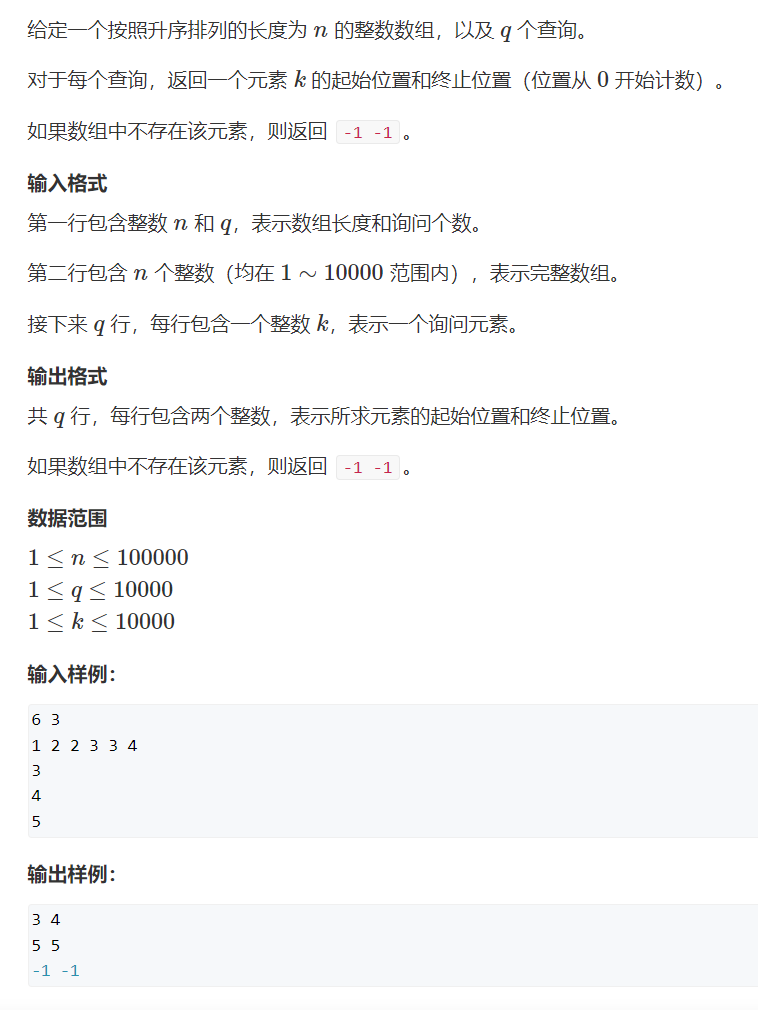 给定一个按照升序排列的长度为 n 的整数数组，以及 q 个查询。
对于每个查询，返回一个元素 k 的起始位置和终止位置（位置从 0 开始计数）。
如果数组中不存在该元素，则返回 -1 -1 。
输入格式
第一行包含整数 n 和 q，表示数组长度和询问个数。
第二行包含 n 个整数（均在 1 ∼ 10000 范围内），表示完整数组。
接下来 q 行，每行包含一个整数 k，表示一个询问元素。
输出格式
共 q 行，每行包含两个整数，表示所求元素的起始位置和终止位置。
如果数组中不存在该元素，则返回 -1 -1 。
数据范围
1 ≤ n ≤ 100000
1 ≤ q ≤ 10000
1 ≤ k ≤ 10000
输入样例：
6 3
1 2 2 3 3 4
3
4
5
输出样例：
3 4
5 5
-1 -1